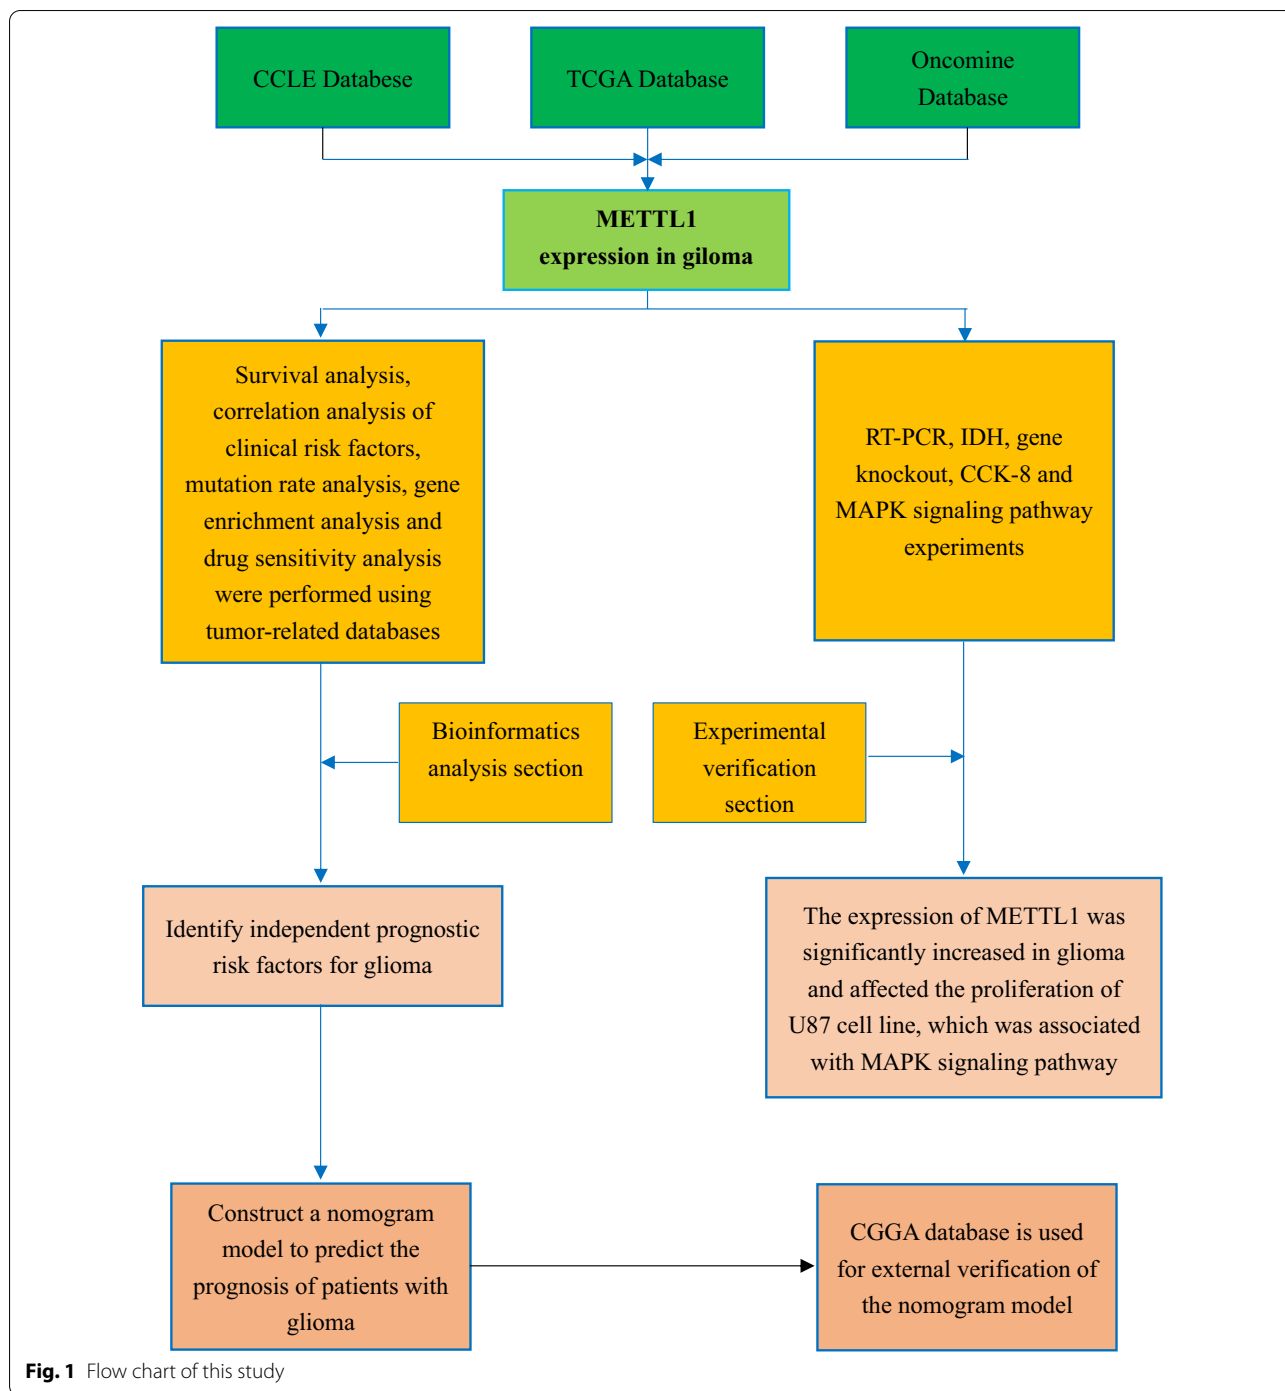 CCLE Databese
TCGA Database
Oncomine
Database
METTL1
expression in giloma
Survival analysis,
correlation analysis of
clinical risk factors,
mutation rate analysis, gene
enrichment analysis and
drug sensitivity analysis
were performed using
tumor-related databases
RT-PCR, IDH, gene
knockout, CCK-8 and
MAPK signaling pathway
experiments
Bioinformatics
analysis section
Experimental
verification
section
Identify independent prognostic
risk factors for glioma
The expression of METTL1 was
significantly increased in glioma
and affected the proliferation of
U87 cell line, which was associated
with MAPK signaling pathway
Construct a nomogram
model to predict the
prognosis of patients with
glioma
CGGA database is used
for external verification of
the nomogram model
Fig. 1 Flow chart of this study